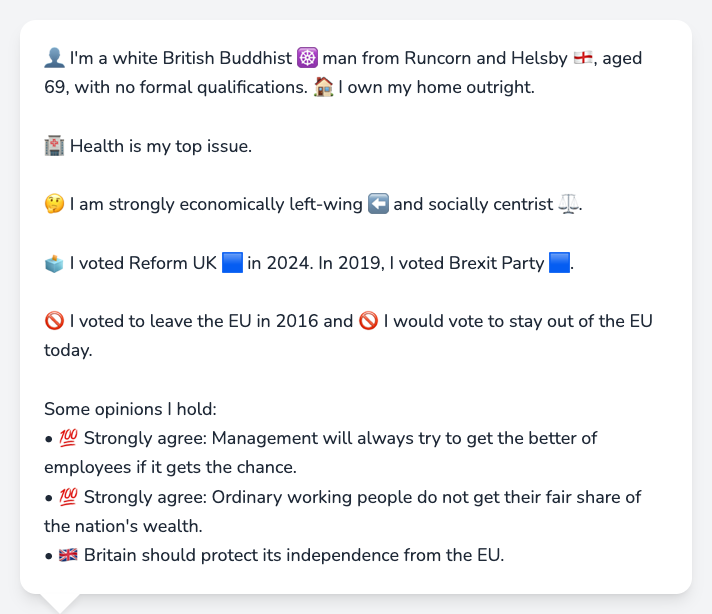 👤 I'm a white British Buddhist ☸️ man from Runcorn and Helsby 🏴󠁧󠁢󠁥󠁮󠁧󠁿, aged
69, with no formal qualifications. 🏠 I own my home outright.
🏥 Health is my top issue.
🤔 I am strongly economically left-wing ⬅️ and socially centrist ⚖️.
🗳️ I voted Reform UK 🟦 in 2024. In 2019, I voted Brexit Party 🟦.
🚫 I voted to leave the EU in 2016 and 🚫 I would vote to stay out of the EU
today.
Some opinions I hold:
• 💯 Strongly agree: Management will always try to get the better of
employees if it gets the chance.
• 💯 Strongly agree: Ordinary working people do not get their fair share of
the nation's wealth.
• 🇬🇧 Britain should protect its independence from the EU.